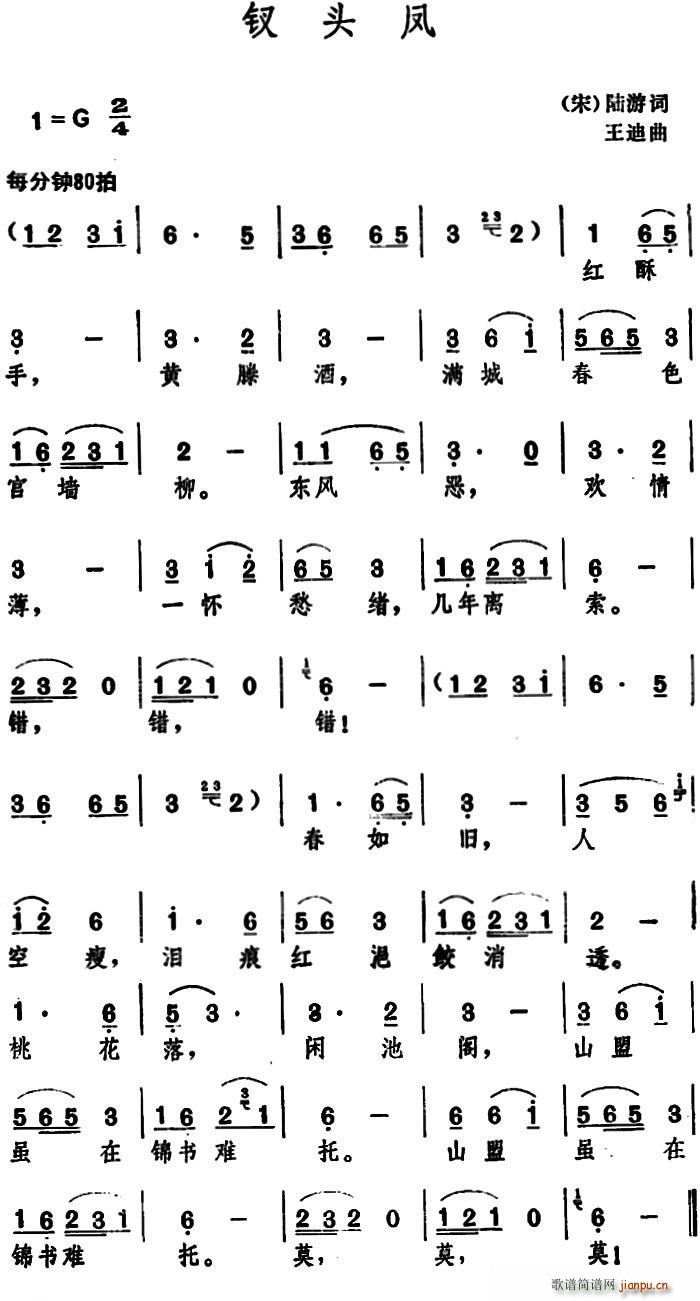 钗头凤
1=G 2/4
(宋)陆游词
王迪曲
每分钟80拍
(1 2 3 i | 6 · 5 | 3 6 6 5 | 3 23 2) | 1 6 5 |
红 酥
3 - | 3 · 2 | 3 - | 3 6 i | 5 6 5 3 |
手, 黄 滕 酒, 满 城 春 色
1 6 2 3 1 | 2 - | 1 1 6 5 | 3 · 0 | 3 · 2 |
宫 墙 柳。 东 风 恶, 欢 情
3 - | 3 i 2 | 6 5 3 | 1 6 2 3 1 | 6 - |
薄, 一 怀 愁 绪, 几 年 离 索。
2 3 2 0 | 1 2 1 0 | 1 6 - | (1 2 3 i | 6 · 5 |
错, 错, 错!
3 6 6 5 | 3 23 2) | 1 · 6 5 | 3 - | 3 5 6 i |
春 如 旧, 人
i 2 6 | i · 6 | 5 6 3 | 1 6 2 3 1 | 2 - |
空 瘦, 泪 痕 红 浥 鲛 消 透。
1 · 6 | 5 3 · | 3 · 2 | 3 - | 3 6 i |
桃 花 落, 闲 池 阁, 山 盟
5 6 5 3 | 1 6 2 3 1 | 6 - | 6 6 i | 5 6 5 3 |
虽 在 锦 书 难 托。 山 盟 虽 在
1 6 2 3 i | 6 - | 2 3 2 0 | 1 2 1 0 | 1 6 - ‖
锦 书 难 托。 莫, 莫, 莫!
歌谱简谱网
jianpu.cn